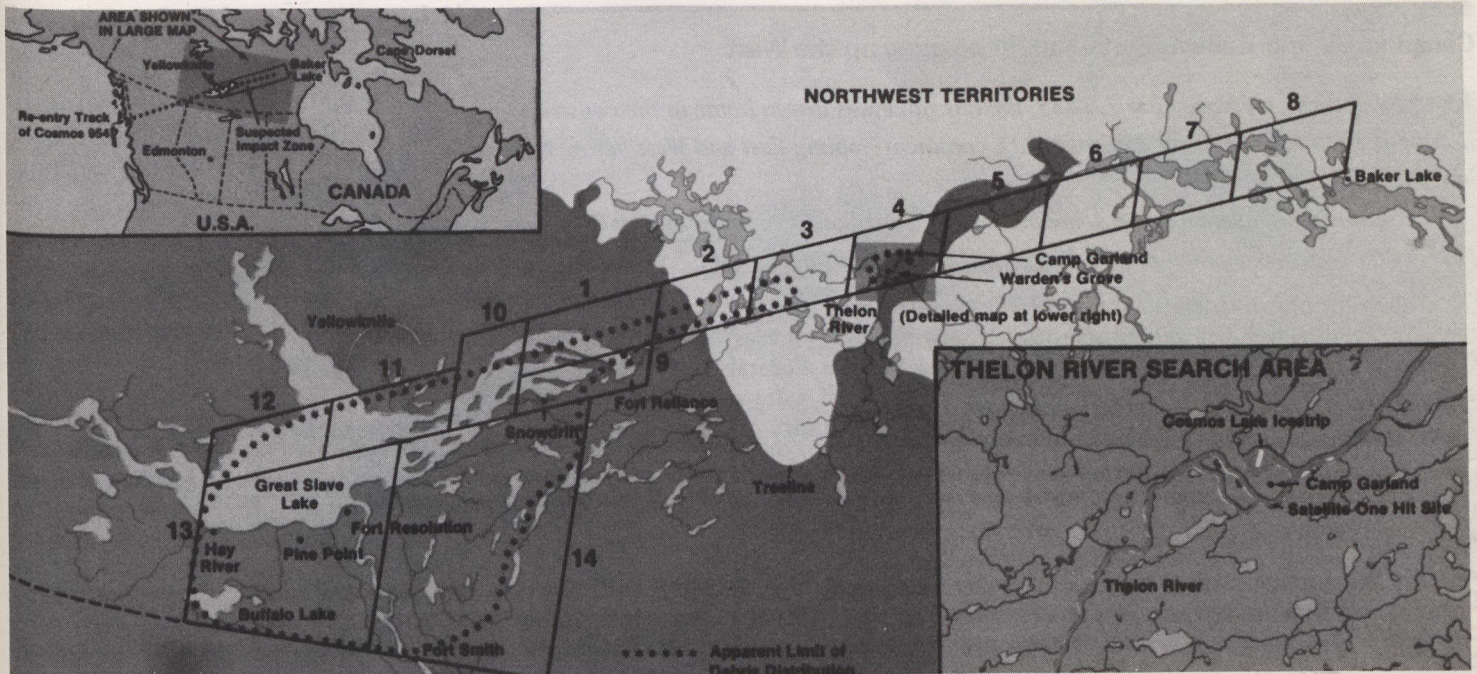 AREA SHOWN
IN LARGE MAP
Cape Dorset
Yellowknife
Baker
Lake
Re-entry Track
of Cosmos 954
Suspected
Impact Zone
Edmonton
CANADA
U.S.A.
NORTHWEST TERRITORIES
8
7
6
5
4
3
2
1
10
11
12
9
13
14
Baker Lake
Camp Garland
Warden's Grove
Thelon
River
(Detailed map at lower right)
Yellowknife
Fort Reliance
Snowdrift
Treeline
Great Slave
Lake
Fort Resolution
Hay
River
Pine Point
Buffalo Lake
Fort Smith
Apparent Limit of
Debris Distribution
THELON RIVER SEARCH AREA
Cosmos Lake Icestrip
Camp Garland
Satellite One Hit Site
Thelon River